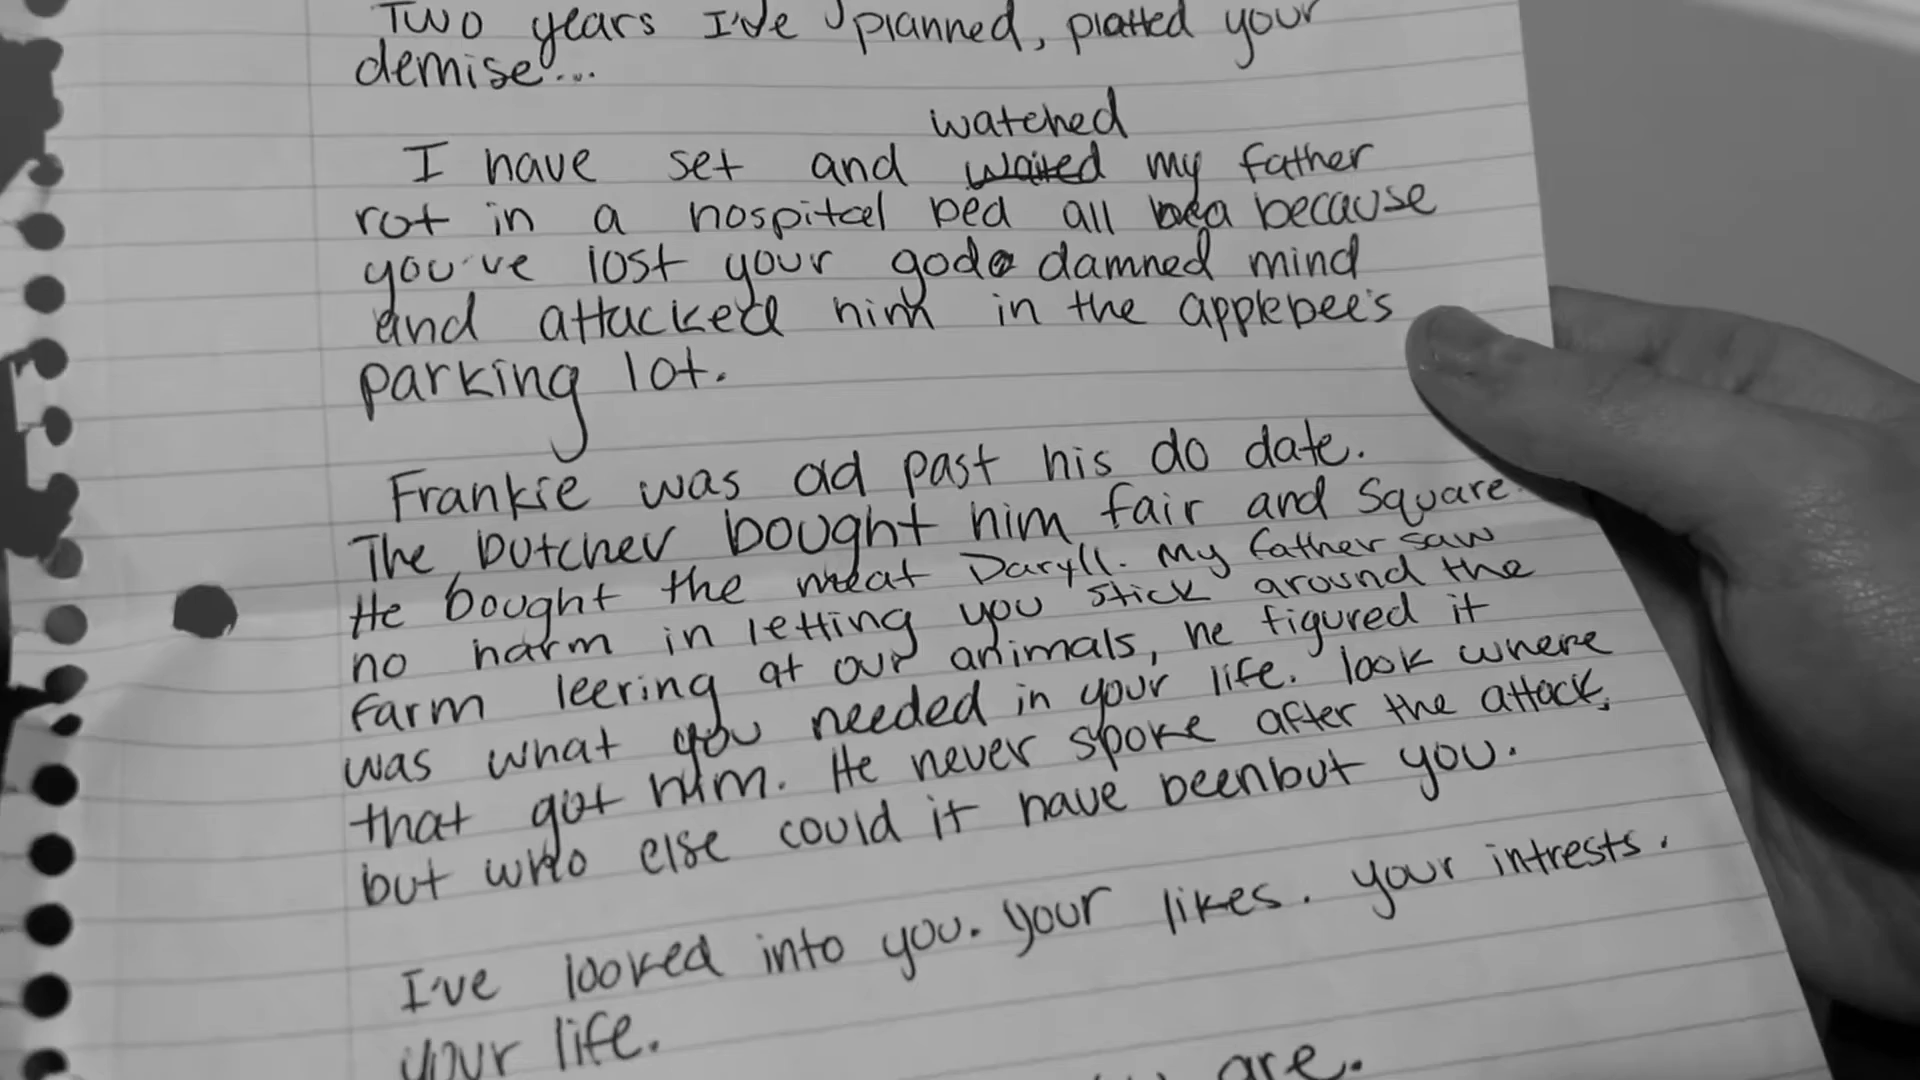 Two years I've planned, platted your
demise...
watched
I have set and waited my father
rot in a hospital bed all because
you've lost your god damned mind
and attacked him in the applebee's
parking lot.
Frankie was old past his do date.
The butcher bought him fair and square.
He bought the meat Daryll. My father saw
no harm in letting you stick around the
farm leering at our animals, he figured it
was what you needed in your life. look where
that got him. He never spoke after the attack,
but who else could it have been but you.
I've looked into you. your likes. your intrests.
your life.
are.